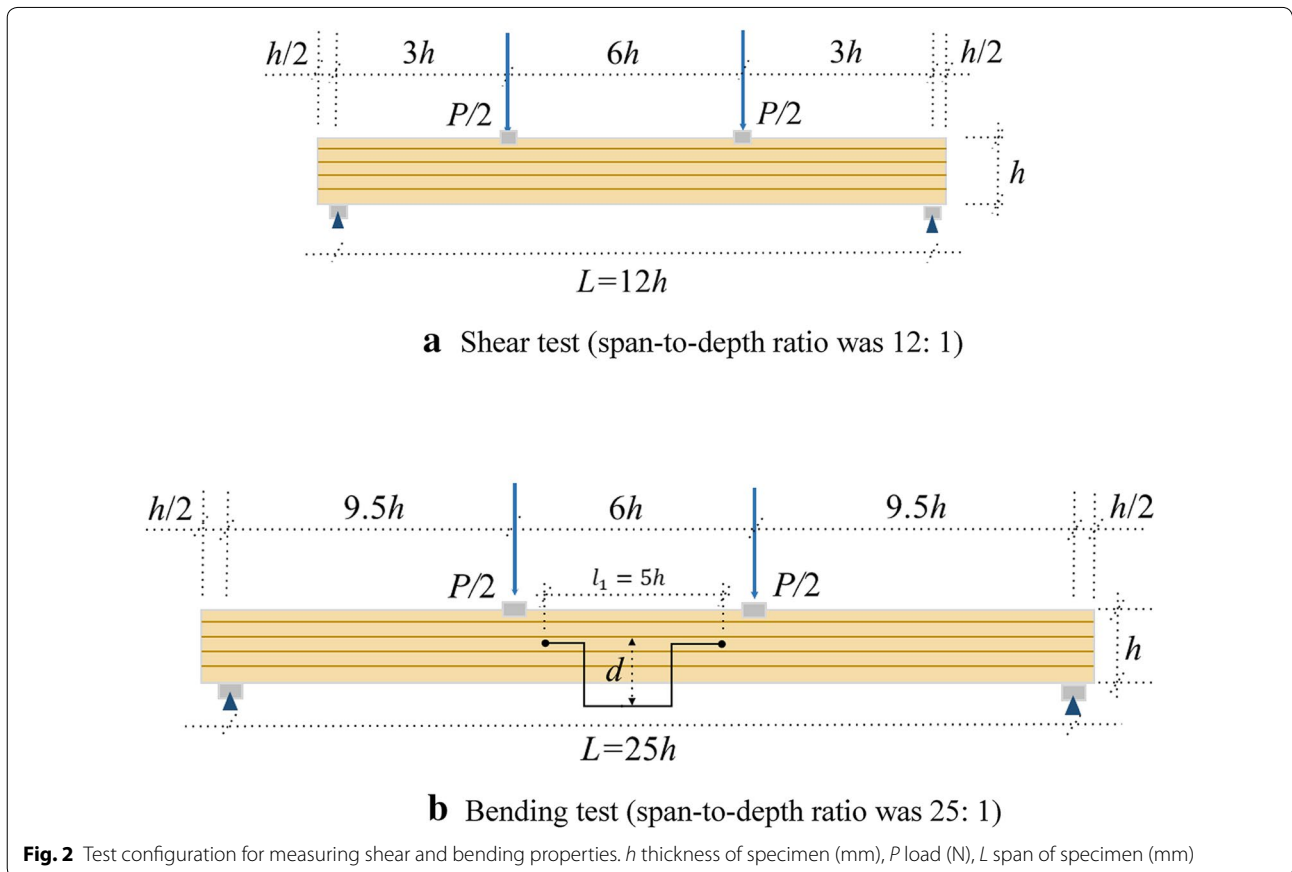 h/2 3h 6h 3h h/2
P/2 P/2
h
L=12h
a Shear test (span-to-depth ratio was 12: 1)
h/2 9.5h 6h 9.5h h/2
P/2 l₁ = 5h P/2
h
d
L=25h
b Bending test (span-to-depth ratio was 25: 1)
Fig. 2 Test configuration for measuring shear and bending properties. h thickness of specimen (mm), P load (N), L span of specimen (mm)